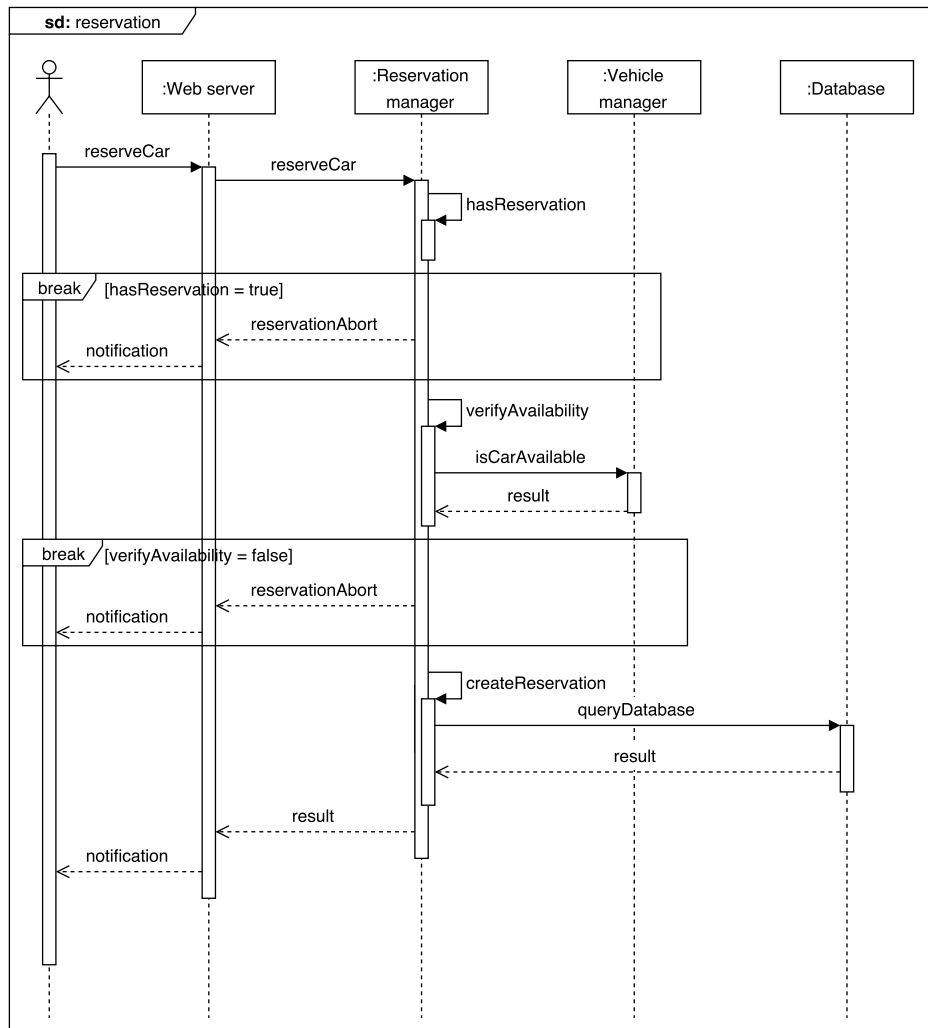 sd: reservation
:Web server
:Reservation
manager
:Vehicle
manager
:Database
reserveCar
reserveCar
hasReservation
break
[hasReservation = true]
reservationAbort
notification
verifyAvailability
isCarAvailable
result
break
[verifyAvailability = false]
reservationAbort
notification
createReservation
queryDatabase
result
result
notification